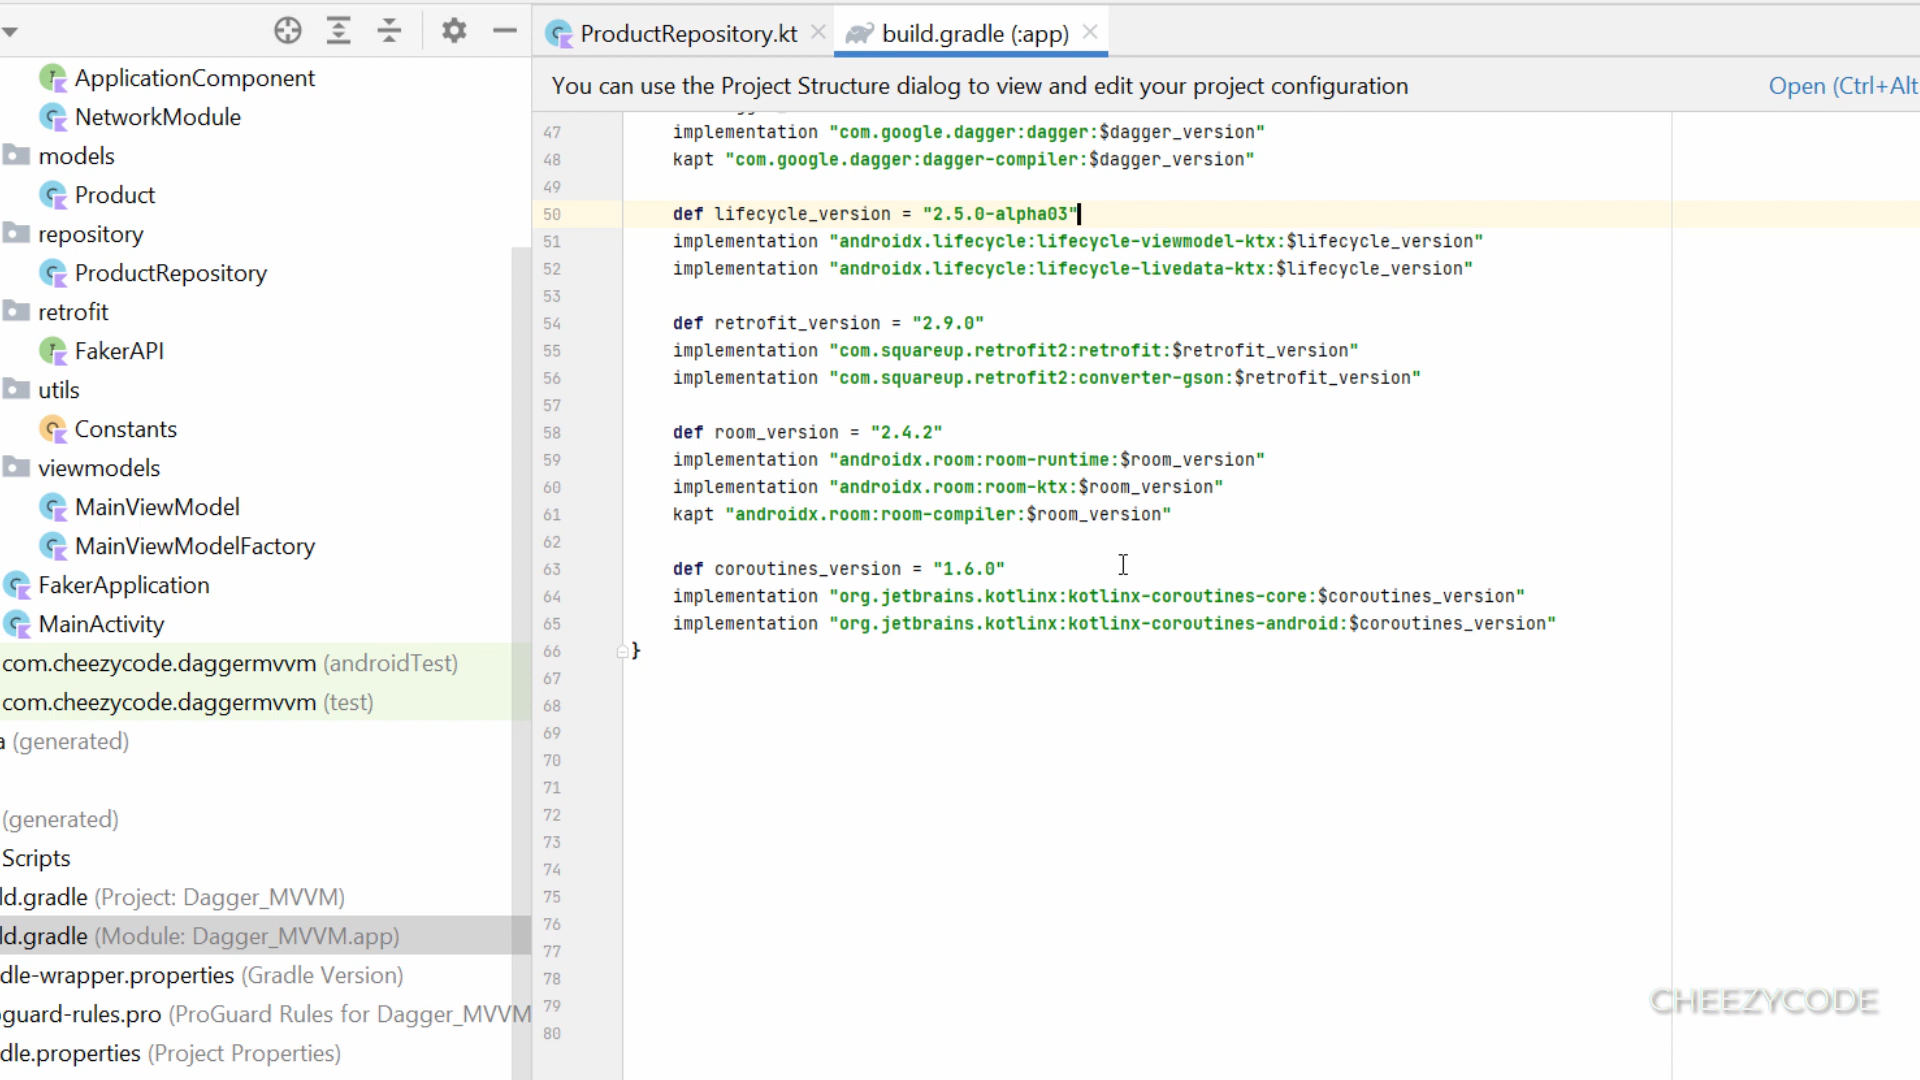 ProductRepository.kt
build.gradle (:app)
You can use the Project Structure dialog to view and edit your project configuration
Open (Ctrl+Alt
ApplicationComponent
NetworkModule
models
Product
repository
ProductRepository
retrofit
FakerAPI
utils
Constants
viewmodels
MainViewModel
MainViewModelFactory
FakerApplication
MainActivity
com.cheezycode.daggermvvm (androidTest)
com.cheezycode.daggermvvm (test)
a (generated)
(generated)
Scripts
ld.gradle (Project: Dagger_MVVM)
ld.gradle (Module: Dagger_MVVM.app)
dle-wrapper.properties (Gradle Version)
guard-rules.pro (ProGuard Rules for Dagger_MVVM
dle.properties (Project Properties)
47 implementation "com.google.dagger:dagger:$dagger_version"
48 kapt "com.google.dagger:dagger-compiler:$dagger_version"
49
50 def lifecycle_version = "2.5.0-alpha03"
51 implementation "androidx.lifecycle:lifecycle-viewmodel-ktx:$lifecycle_version"
52 implementation "androidx.lifecycle:lifecycle-livedata-ktx:$lifecycle_version"
53
54 def retrofit_version = "2.9.0"
55 implementation "com.squareup.retrofit2:retrofit:$retrofit_version"
56 implementation "com.squareup.retrofit2:converter-gson:$retrofit_version"
57
58 def room_version = "2.4.2"
59 implementation "androidx.room:room-runtime:$room_version"
60 implementation "androidx.room:room-ktx:$room_version"
61 kapt "androidx.room:room-compiler:$room_version"
62
63 def coroutines_version = "1.6.0"
64 implementation "org.jetbrains.kotlinx:kotlinx-coroutines-core:$coroutines_version"
65 implementation "org.jetbrains.kotlinx:kotlinx-coroutines-android:$coroutines_version"
66 }
67
68
69
70
71
72
73
74
75
76
77
78
79
80
CHEEZYCODE